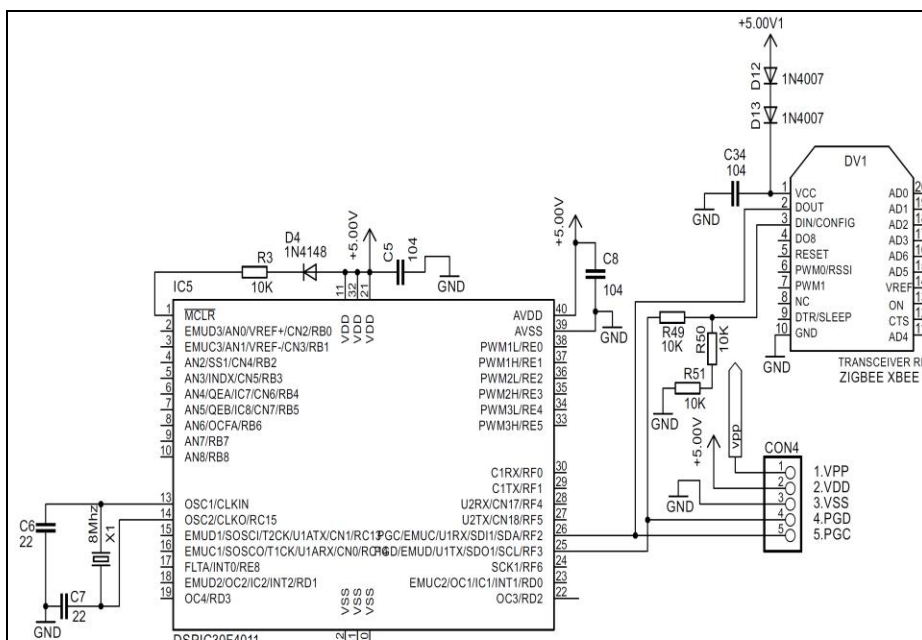 +5.00V1
D12
1N4007
D13
1N4007
C34
104
GND
DV1
1 VCC
2 DOUT
3 DIN/CONFIG
4 DO8
5 RESET
6 PWM0/RSSI
7 PWM1
8 NC
9 DTR/SLEEP
10 GND
GND
AD0
AD1
AD2
AD3
AD6
AD5
VREF
ON
CTS
AD4
TRANSCEIVER
ZIGBEE XBEE
D4
1N4148
R3
10K
+5.00V
C5
104
GND
+5.00V
C8
104
GND
IC5
11 32 21
VDD VDD VDD
1 MCLR
2 EMUD3/AN0/VREF+/CN2/RB0
3 EMUC3/AN1/VREF-/CN3/RB1
4 AN2/SS1/CN4/RB2
5 AN3/INDX/CN5/RB3
6 AN4/QEA/IC7/CN6/RB4
7 AN5/QEB/IC8/CN7/RB5
8 AN6/OCFA/RB6
9 AN7/RB7
10 AN8/RB8
13 OSC1/CLKIN
14 OSC2/CLKO/RC15
15 EMUD1/SOSCI/T2CK/U1ATX/CN1/RC13
16 EMUC1/SOSCO/T1CK/U1ARX/CN0/
17 FLTA/INT0/RE8
18 EMUD2/OC2/IC2/INT2/RD1
19 OC4/RD3
AVDD 40
AVSS 39
PWM1L/RE0 38
PWM1H/RE1 37
PWM2L/RE2 36
PWM2H/RE3 35
PWM3L/RE4 34
PWM3H/RE5 33
C1RX/RF0 30
C1TX/RF1 29
U2RX/CN17/RF4 28
U2TX/CN18/RF5 27
PGC/EMUC/U1RX/SDI1/SDA/RF2 26
/EMUD/U1TX/SDO1/SCL/RF3 25
SCK1/RF6 24
EMUC2/OC1/IC1/INT1/RD0 23
OC3/RD2 22
VSS VSS VSS
DSPIC30F4011
C6
22
8Mhz
X1
C7
22
GND
R49
10K
R50
10K
R51
10K
GND
+5.00V
vpp
GND
CON4
1 1.VPP
2 2.VDD
3 3.VSS
4 4.PGD
5 5.PGC